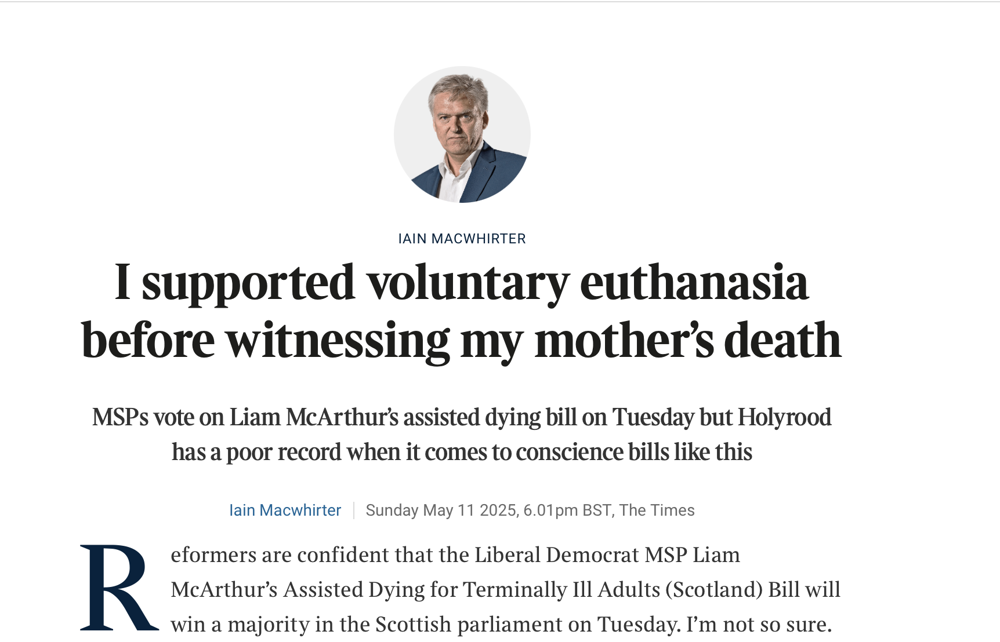 IAIN MACWHIRTER
I supported voluntary euthanasia
before witnessing my mother’s death
MSPs vote on Liam McArthur’s assisted dying bill on Tuesday but Holyrood
has a poor record when it comes to conscience bills like this
Iain Macwhirter | Sunday May 11 2025, 6.01pm BST, The Times
Reformers are confident that the Liberal Democrat MSP Liam
McArthur’s Assisted Dying for Terminally Ill Adults (Scotland) Bill will
win a majority in the Scottish parliament on Tuesday. I’m not so sure.